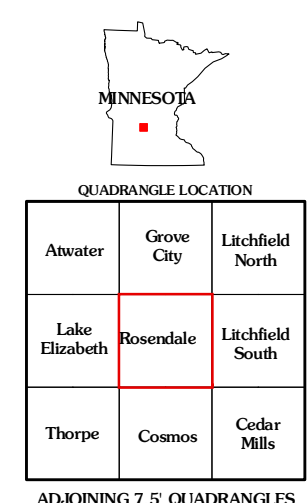 MINNESOTA
QUADRANGLE LOCATION
Atwater
Grove
City
Litchfield
North
Lake
Elizabeth
Rosendale
Litchfield
South
Thorpe
Cosmos
Cedar
Mills
ADJOINING 7.5' QUADRANGLES